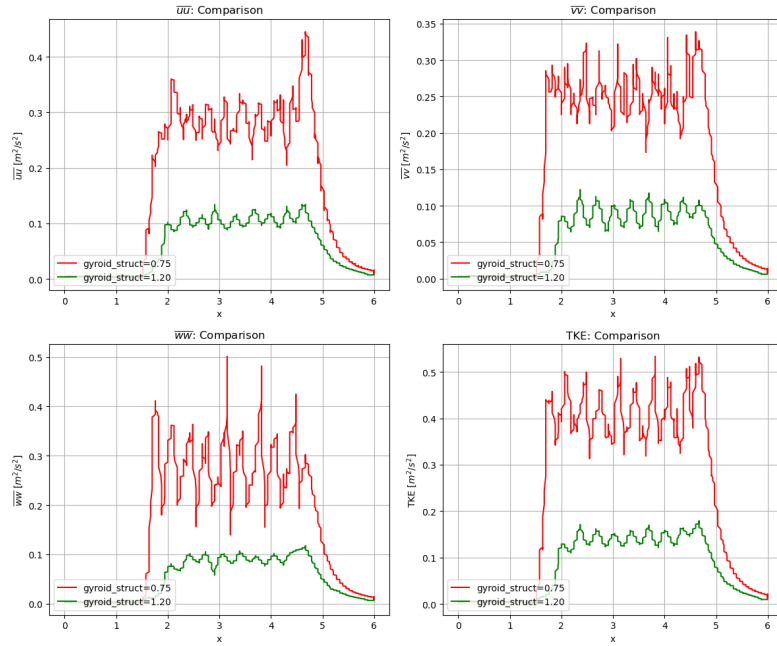 u̅u̅: Comparison
u̅u̅ [m²/s²]
0.4
0.3
0.2
0.1
0.0
gyroid_struct=0.75
gyroid_struct=1.20
0 1 2 3 4 5 6
x
v̅v̅: Comparison
v̅v̅ [m²/s²]
0.35
0.30
0.25
0.20
0.15
0.10
0.05
0.00
gyroid_struct=0.75
gyroid_struct=1.20
0 1 2 3 4 5 6
x
w̅w̅: Comparison
w̅w̅ [m²/s²]
0.5
0.4
0.3
0.2
0.1
0.0
gyroid_struct=0.75
gyroid_struct=1.20
0 1 2 3 4 5 6
x
TKE: Comparison
TKE [m²/s²]
0.5
0.4
0.3
0.2
0.1
0.0
gyroid_struct=0.75
gyroid_struct=1.20
0 1 2 3 4 5 6
x